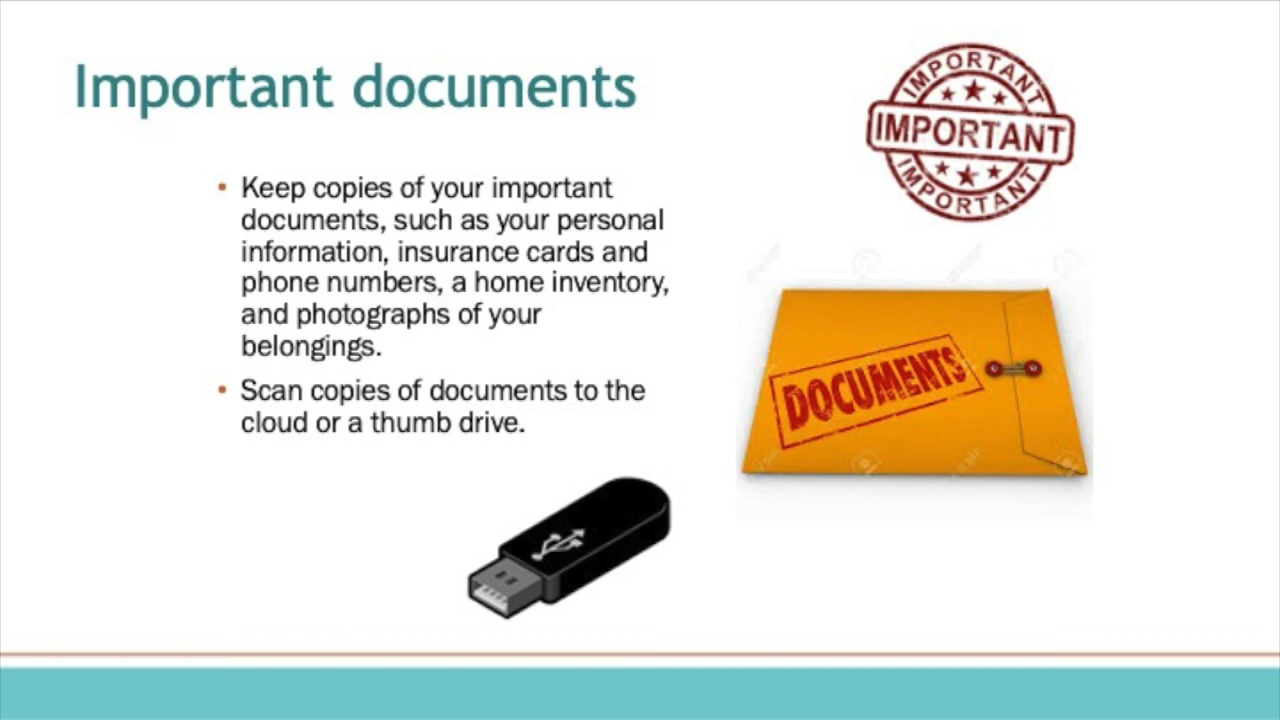 Important documents
IMPORTANT
IMPORTANT
IMPORTANT
• Keep copies of your important
documents, such as your personal
information, insurance cards and
phone numbers, a home inventory,
and photographs of your
belongings.
• Scan copies of documents to the
cloud or a thumb drive.
DOCUMENTS